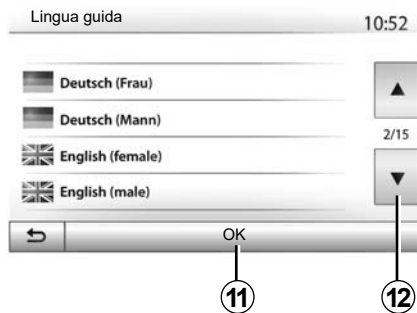 Lingua guida
10:52
Deutsch (Frau)
Deutsch (Mann)
2/15
English (female)
English (male)
OK
11
12